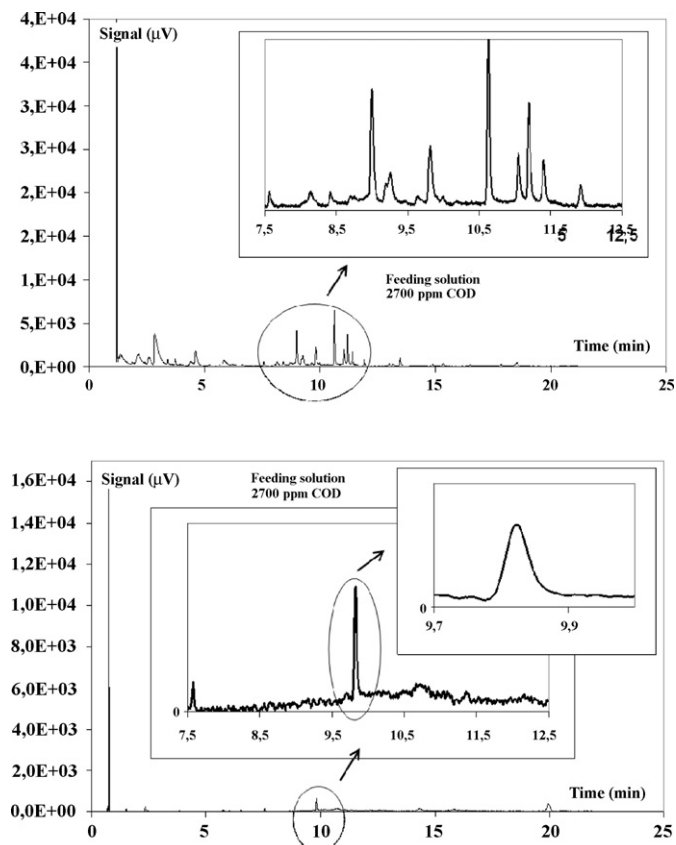 4,E+04
Signal (µV)
4,E+04
3,E+04
3,E+04
2,E+04
2,E+04
7,5 8,5 9,5 10,5 11,5 12,5
5 12,5
1,E+04
Feeding solution
2700 ppm COD
5,E+03
Time (min)
0,E+00
0 5 10 15 20 25
Signal (µV)
Feeding solution
2700 ppm COD
1,6E+04
1,4E+04
1,2E+04
1,0E+04
0
9,7 9,9
8,0E+03
6,0E+03
4,0E+03
0
7,5 8,5 9,5 10,5 11,5 12,5
2,0E+03
Time (min)
0,0E+00
0 5 10 15 20 25